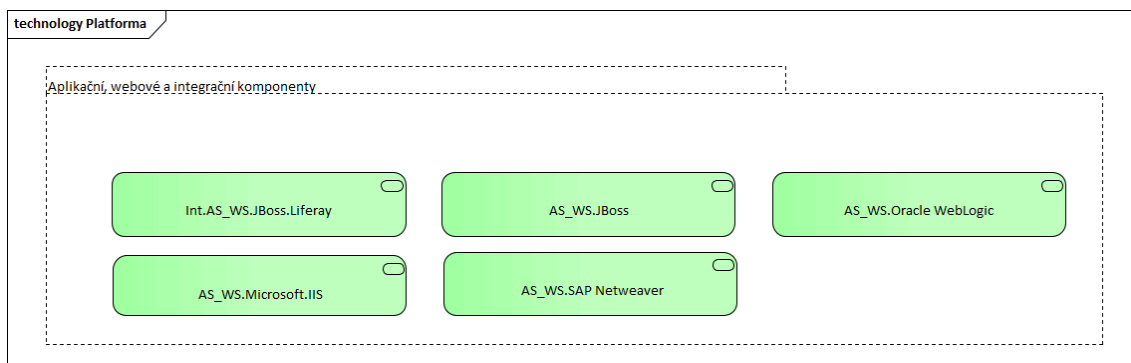 technology Platforma
Aplikační, webové a integrační komponenty
Int.AS_WS.JBoss.Liferay
AS_WS.JBoss
AS_WS.Oracle WebLogic
AS_WS.Microsoft.IIS
AS_WS.SAP Netweaver